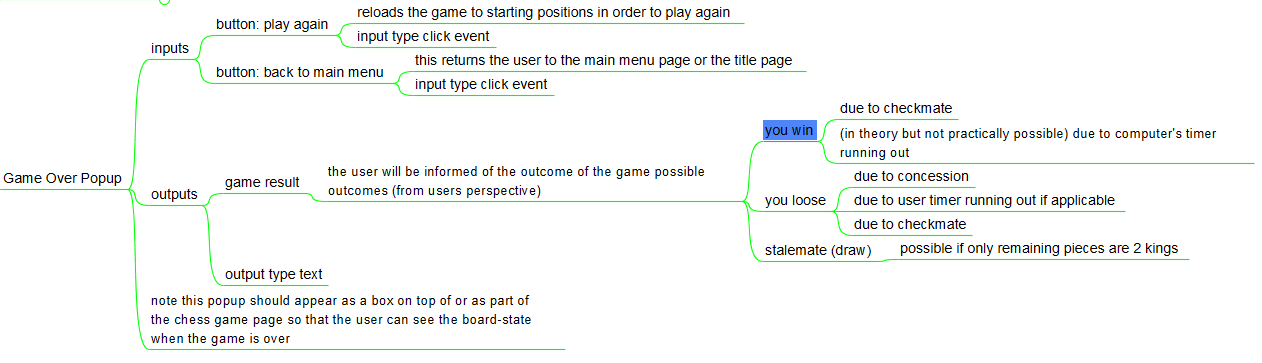 Game Over Popup
inputs
button: play again
reloads the game to starting positions in order to play again
input type click event
button: back to main menu
this returns the user to the main menu page or the title page
input type click event
outputs
game result
the user will be informed of the outcome of the game possible
outcomes (from users perspective)
you win
due to checkmate
(in theory but not practically possible) due to computer's timer
running out
you loose
due to concession
due to user timer running out if applicable
due to checkmate
stalemate (draw)
possible if only remaining pieces are 2 kings
output type text
note this popup should appear as a box on top of or as part of
the chess game page so that the user can see the board-state
when the game is over